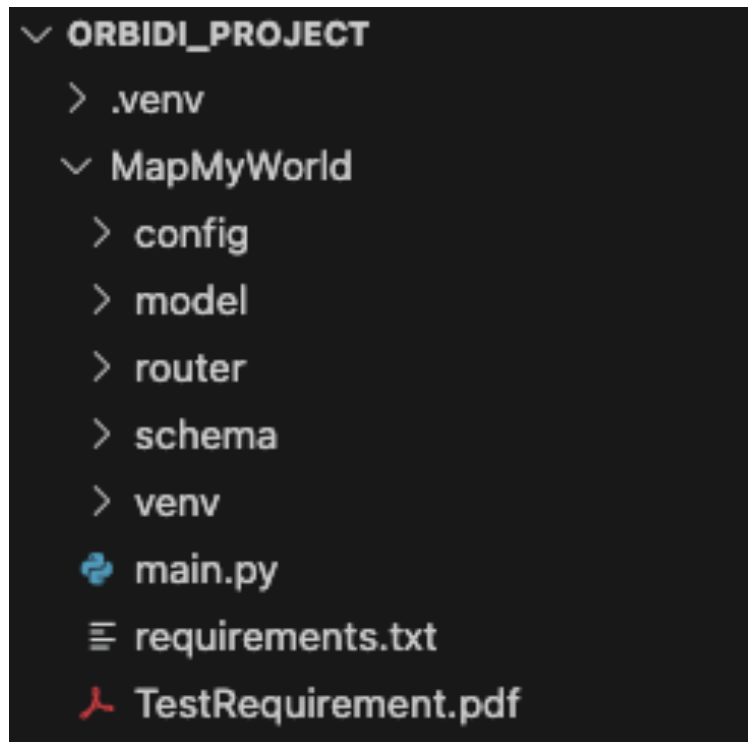 ORBIDI_PROJECT
.venv
MapMyWorld
config
model
router
schema
venv
main.py
requirements.txt
TestRequirement.pdf